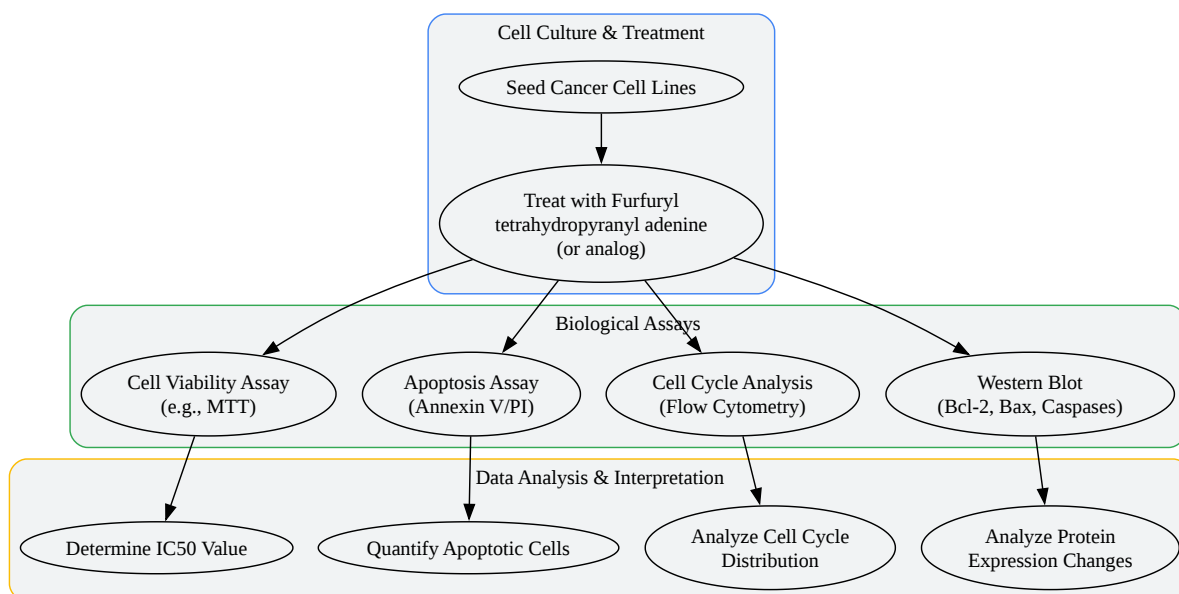 Cell Culture & Treatment
Seed Cancer Cell Lines
Treat with Furfuryl
tetrahydropyranyl adenine
(or analog)
Biological Assays
Cell Viability Assay
(e.g., MTT)
Apoptosis Assay
(Annexin V/PI)
Cell Cycle Analysis
(Flow Cytometry)
Western Blot
(Bcl-2, Bax, Caspases)
Data Analysis & Interpretation
Determine IC50 Value
Quantify Apoptotic Cells
Analyze Cell Cycle
Distribution
Analyze Protein
Expression Changes